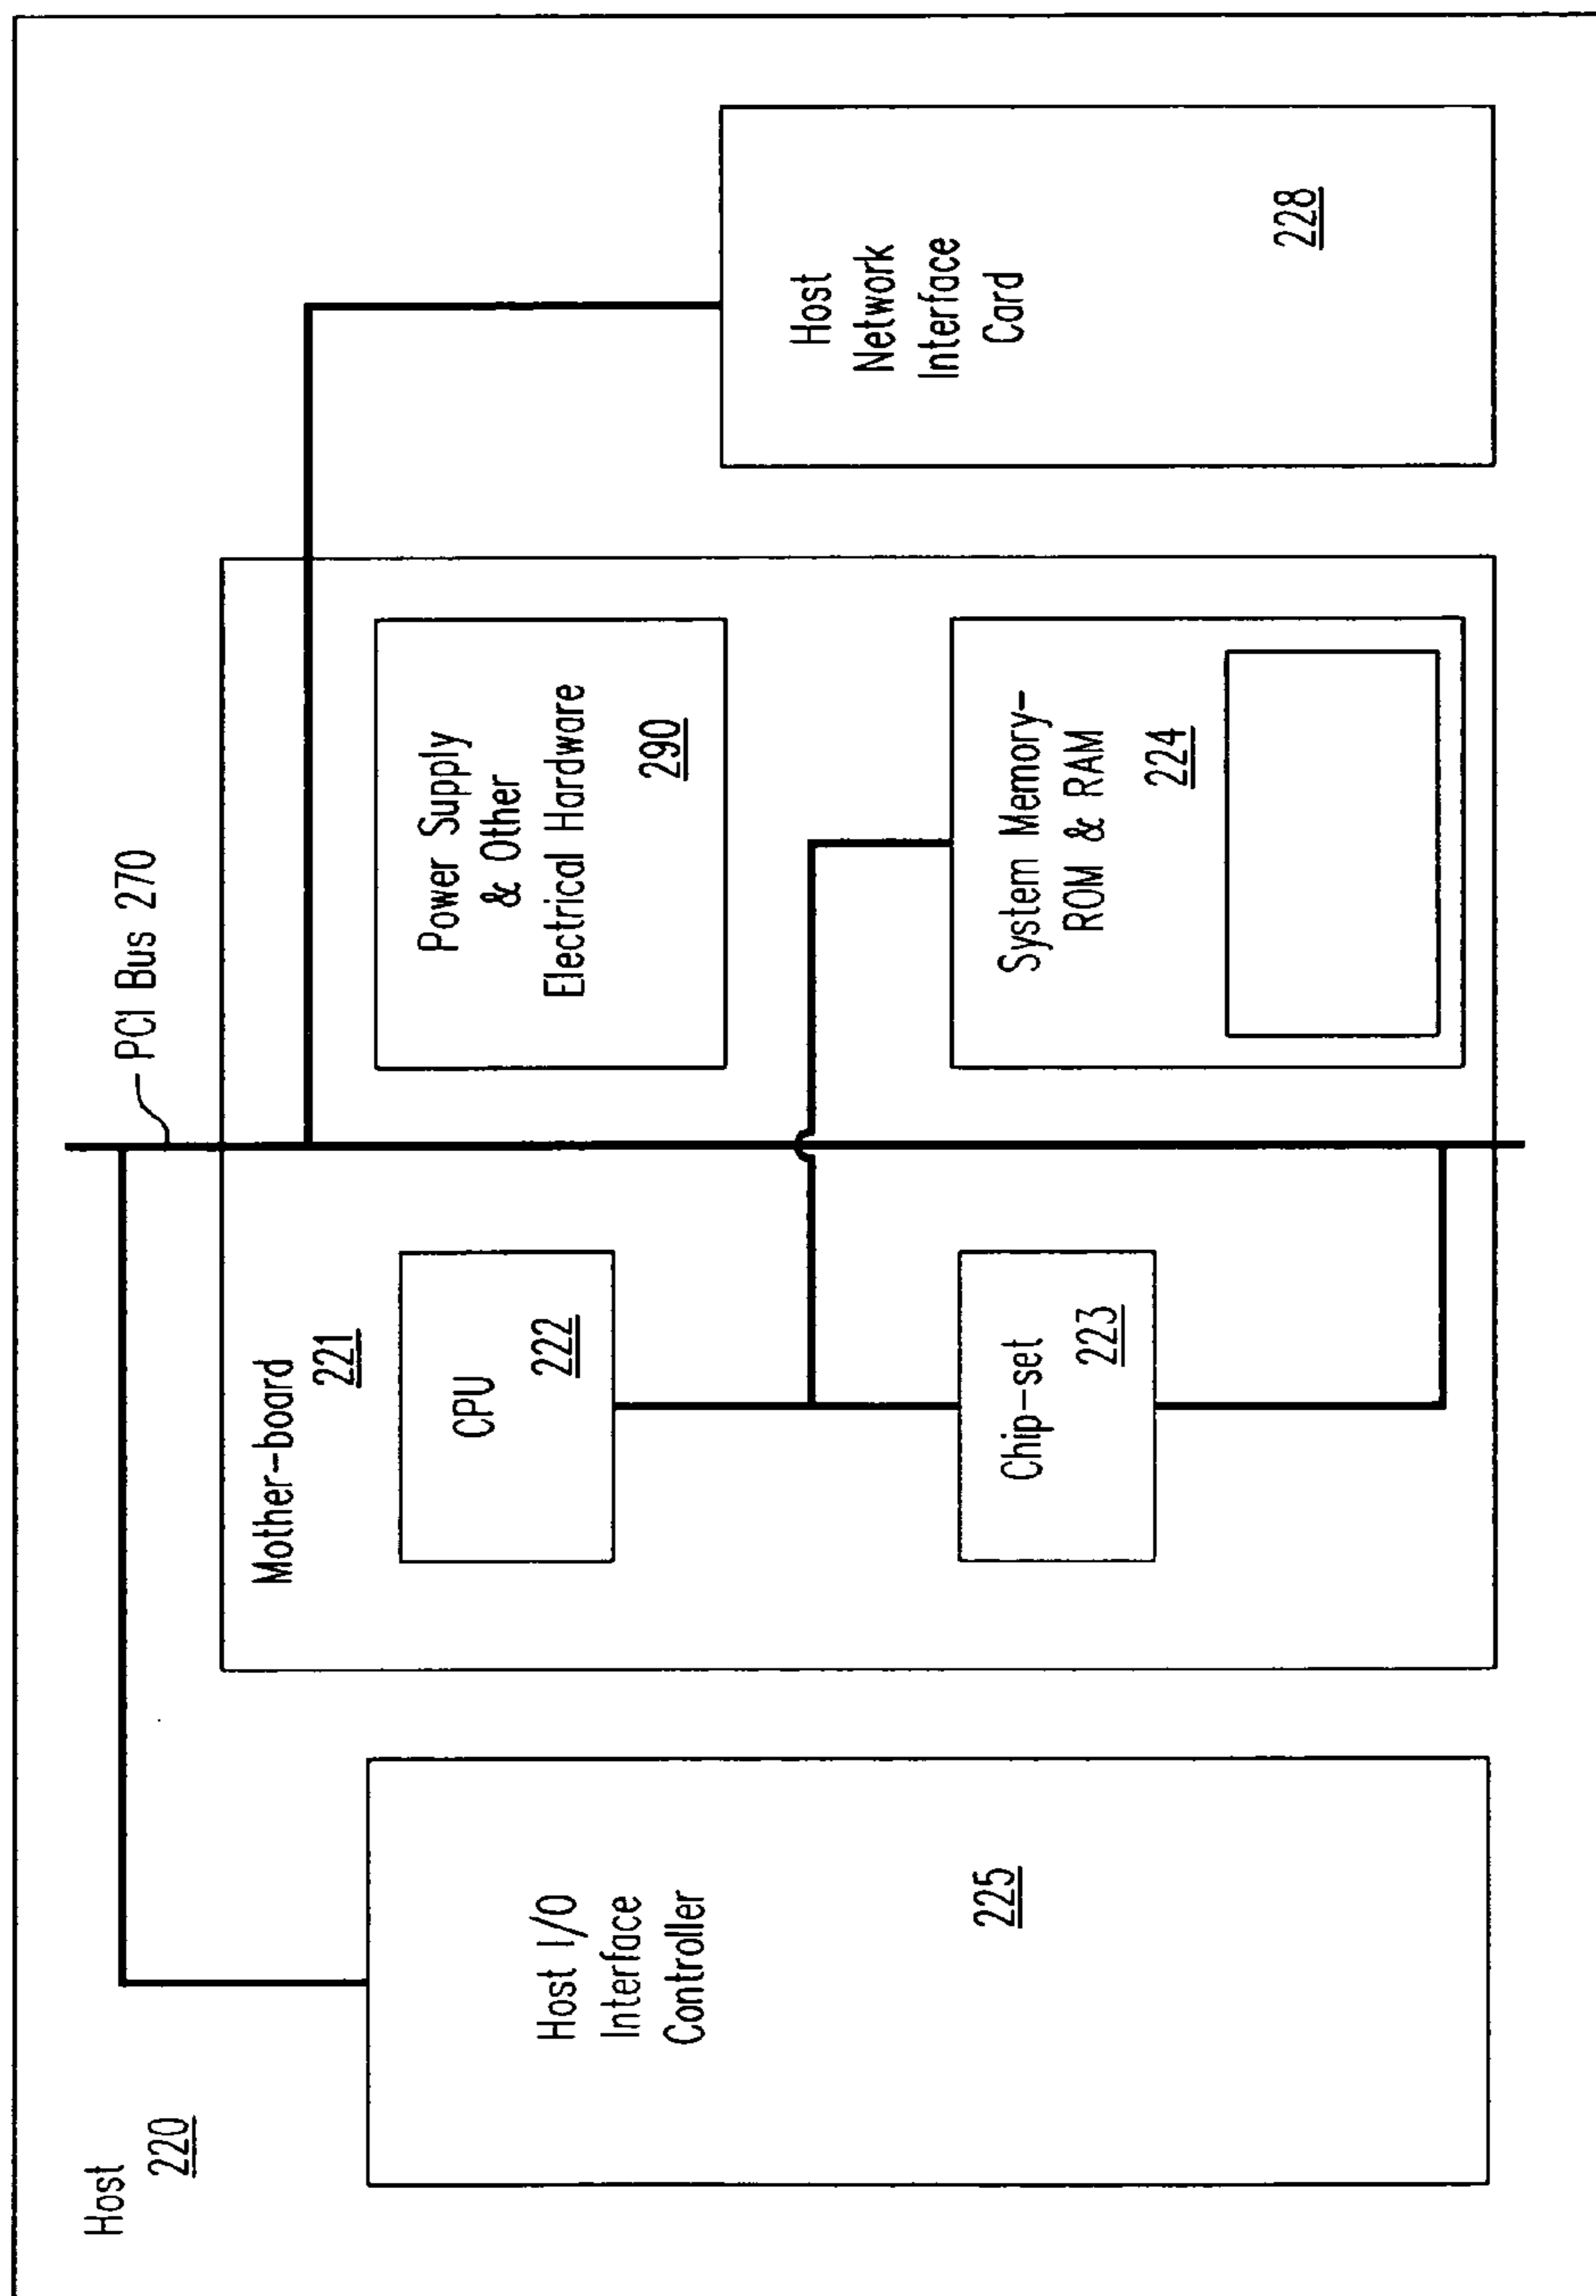 Host
220
PCI Bus 270
Host I/O
Interface
Controller
225
Mother-board
221
CPU
222
Chip-set
223
Power Supply
& Other
Electrical Hardware
290
System Memory-
ROM & RAM
224
Host
Network
Interface
Card
228